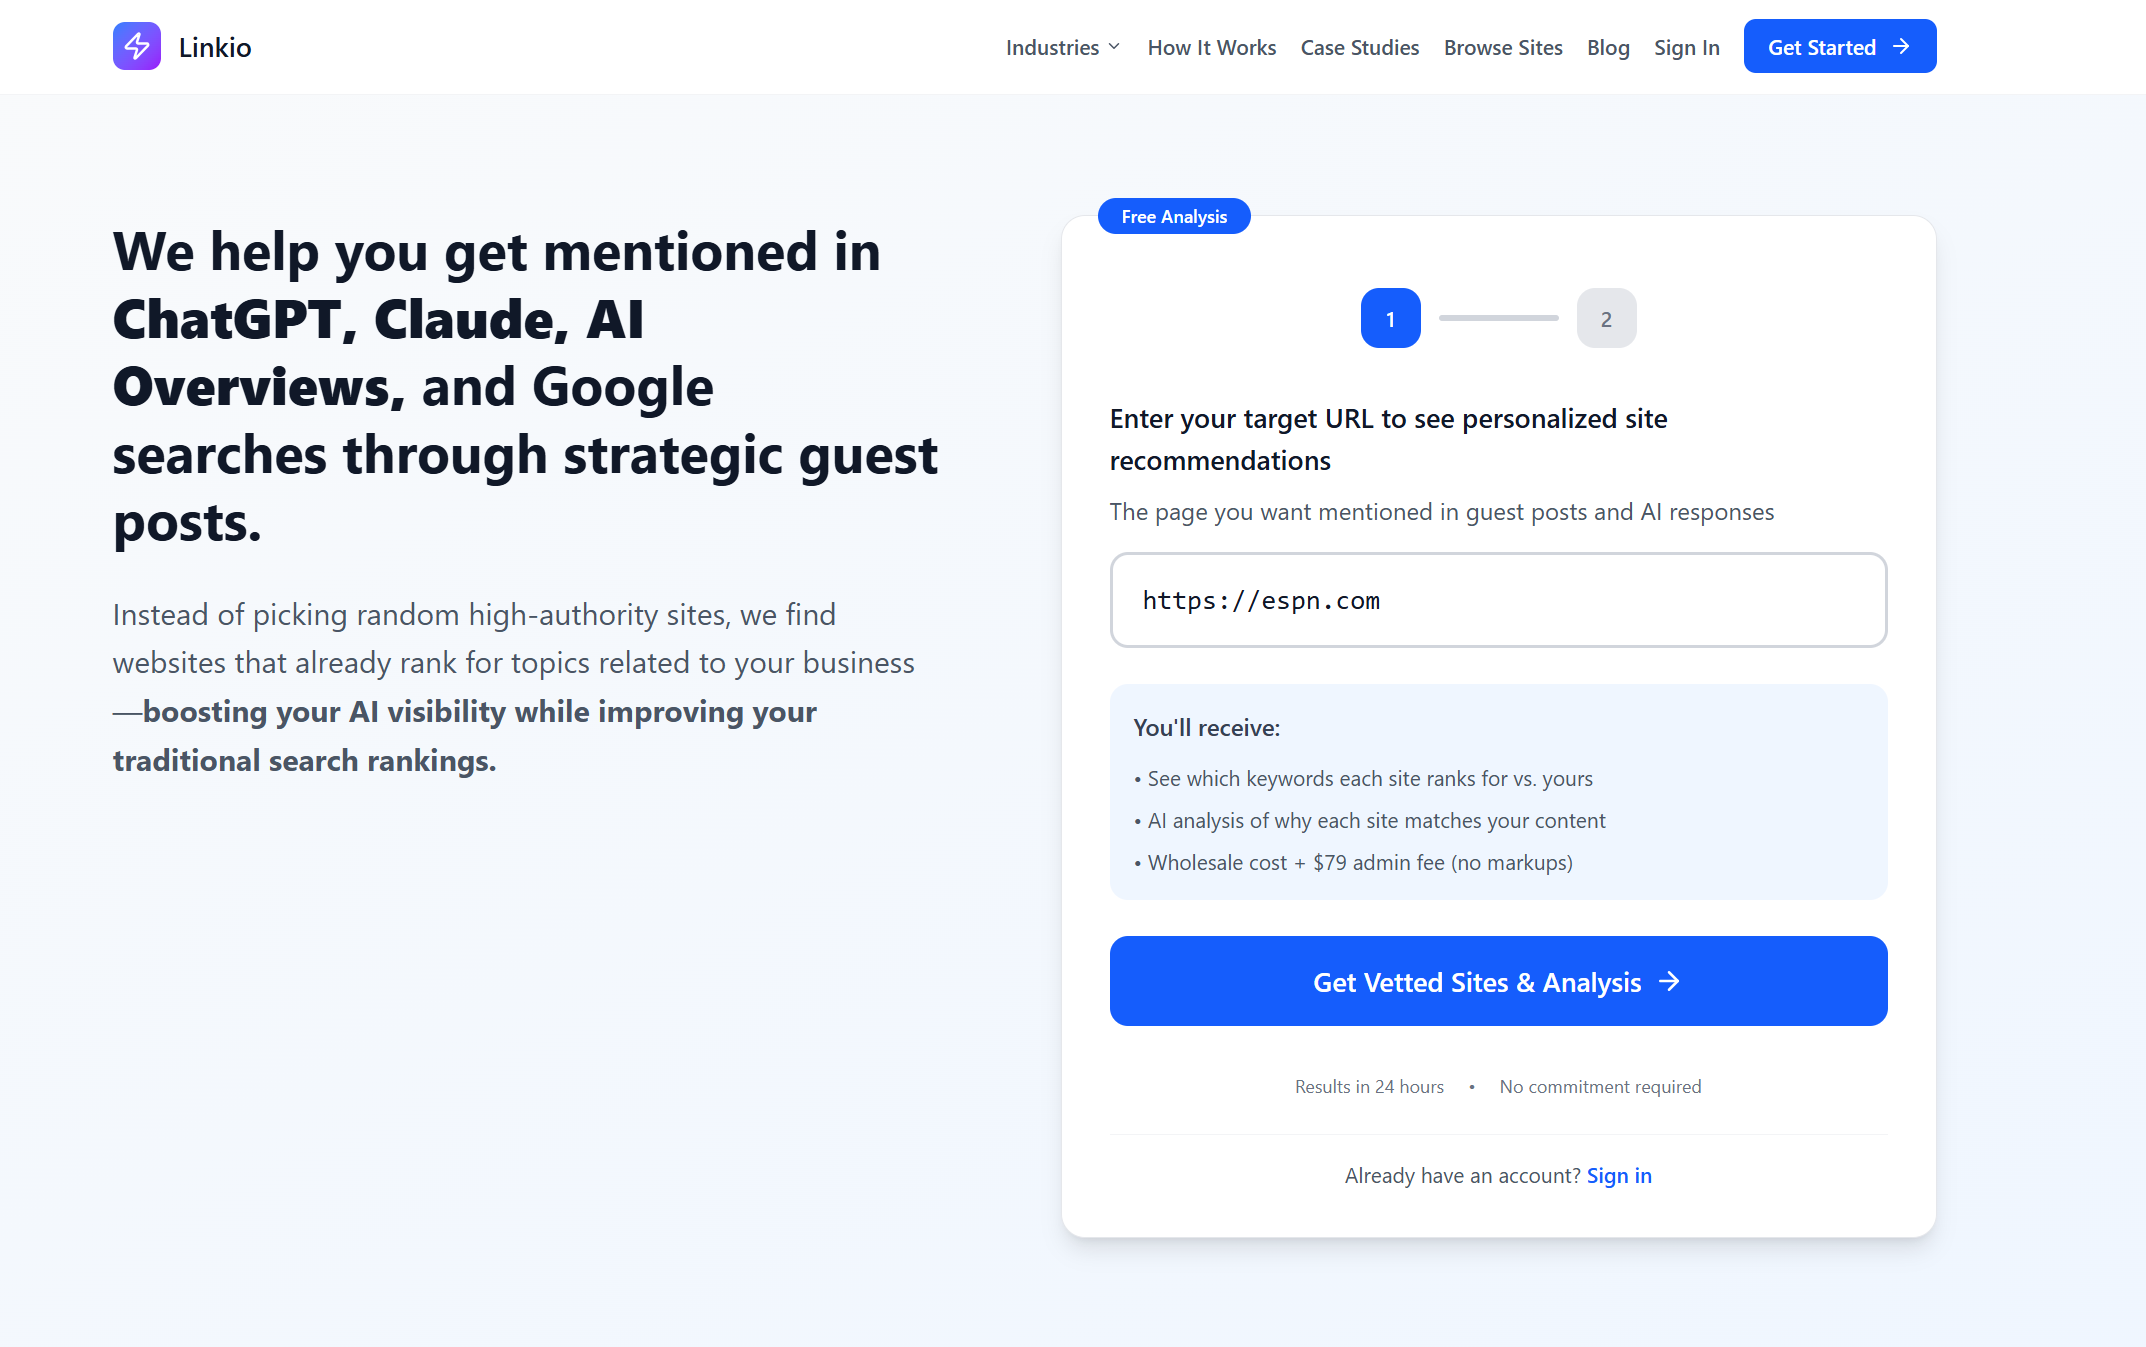 Linkio
Industries
How It Works
Case Studies
Browse Sites
Blog
Sign In
Get Started
We help you get mentioned in
ChatGPT, Claude, AI
Overviews, and Google
searches through strategic guest
posts.
Instead of picking random high-authority sites, we find
websites that already rank for topics related to your business
—boosting your AI visibility while improving your
traditional search rankings.
Free Analysis
1
2
Enter your target URL to see personalized site
recommendations
The page you want mentioned in guest posts and AI responses
https://espn.com
You'll receive:
• See which keywords each site ranks for vs. yours
• AI analysis of why each site matches your content
• Wholesale cost + $79 admin fee (no markups)
Get Vetted Sites & Analysis
Results in 24 hours • No commitment required
Already have an account? Sign in